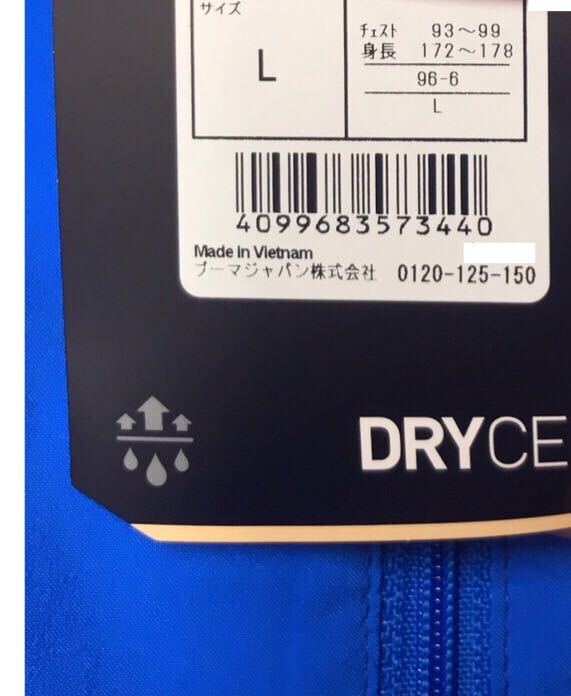 サイズ
L
チェスト 93～99
身長 172～178
96-6
L
4099683573440
Made in Vietnam
プーマジャパン株式会社 0120-125-150
DRYCE